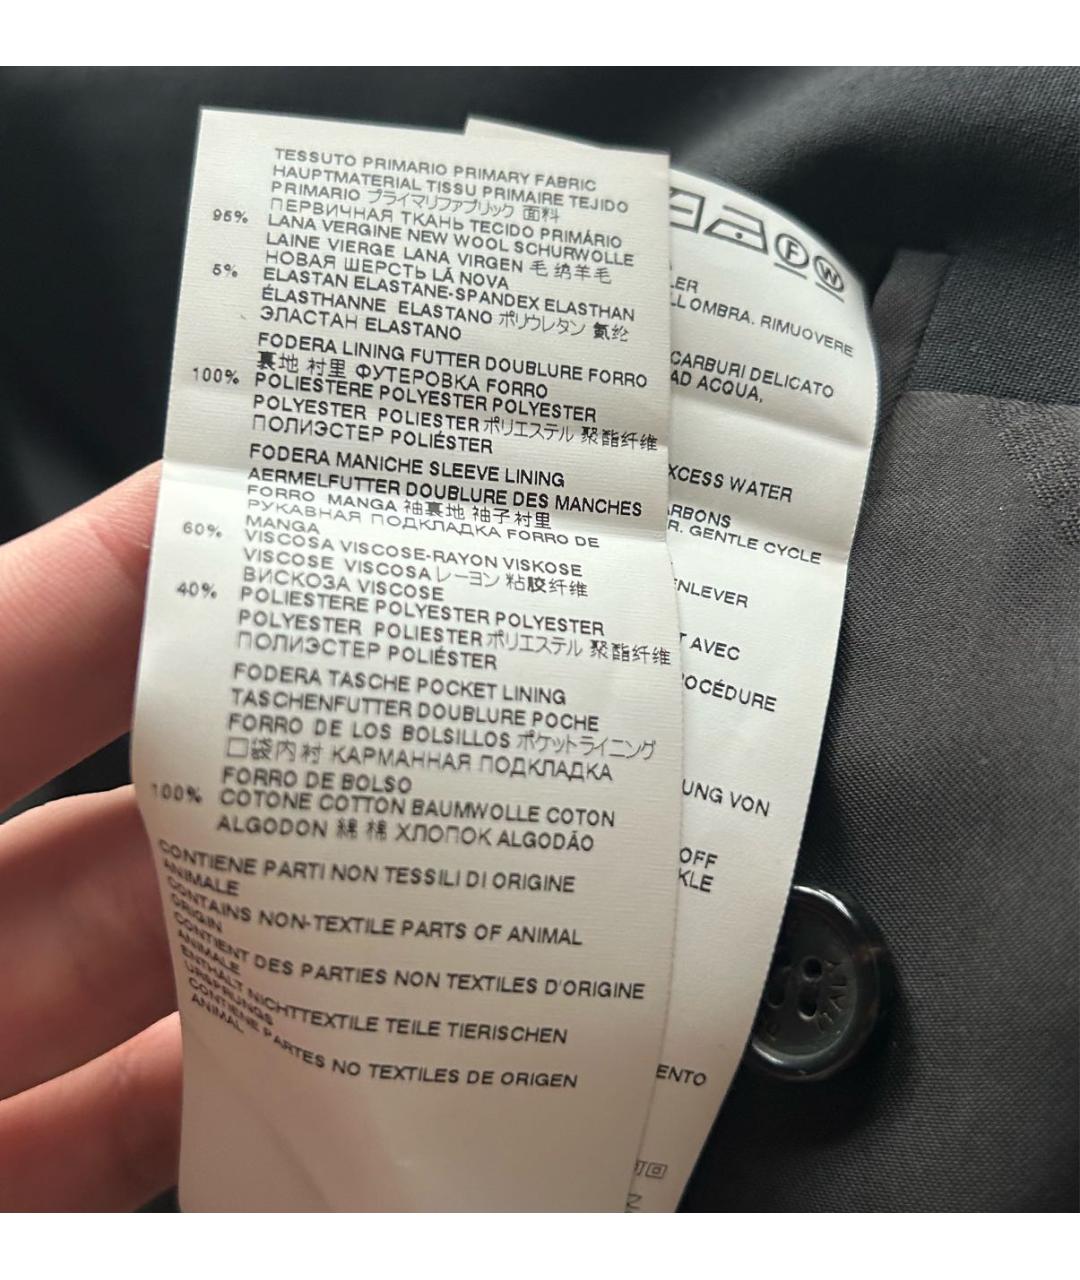 TESSUTO PRIMARIO PRIMARY FABRIC
HAUPTMATERIAL TISSU PRIMAIRE TEJIDO
PRIMARIO プライマリファブリック 面料
ПЕРВИЧНАЯ ТКАНЬ TECIDO PRIMÁRIO
95% LANA VERGINE NEW WOOL SCHURWOLLE
LAINE VIERGE LANA VIRGEN 毛 绵羊毛
НОВАЯ ШЕРСТЬ LÃ NOVA
5% ELASTAN ELASTANE-SPANDEX ELASTHAN
ÉLASTHANNE ELASTANO ポリウレタン 氨纶
ЭЛАСТАН ELASTANO
FODERA LINING FUTTER DOUBLURE FORRO
裏地 衬里 ФУТЕРОВКА FORRO
100% POLIESTERE POLYESTER POLYESTER
POLYESTER POLIESTER ポリエステル 聚酯纤维
ПОЛИЭСТЕР POLIÉSTER
FODERA MANICHE SLEEVE LINING
AERMELFUTTER DOUBLURE DES MANCHES
FORRO MANGA 袖裏地 袖子衬里
РУКАВНАЯ ПОДКЛАДКА FORRO DE
MANGA
60% VISCOSA VISCOSE-RAYON VISKOSE
VISCOSE VISCOSA レーヨン 粘胶纤维
ВИСКОЗА VISCOSE
40% POLIESTERE POLYESTER POLYESTER
POLYESTER POLIESTER ポリエステル 聚酯纤维
ПОЛИЭСТЕР POLIÉSTER
FODERA TASCHE POCKET LINING
TASCHENFUTTER DOUBLURE POCHE
FORRO DE LOS BOLSILLOS ポケットライニング
口袋内衬 КАРМАННАЯ ПОДКЛАДКА
FORRO DE BOLSO
100% COTONE COTTON BAUMWOLLE COTON
ALGODON 綿 棉 ХЛОПОК ALGODÃO
CONTIENE PARTI NON TESSILI DI ORIGINE
ANIMALE
CONTAINS NON-TEXTILE PARTS OF ANIMAL
ORIGIN
CONTIENT DES PARTIES NON TEXTILES D'ORIGINE
ANIMALE
ENTHÄLT NICHTTEXTILE TEILE TIERISCHEN
URSPRUNGS
CONTIENE PARTES NO TEXTILES DE ORIGEN
ANIMAL
F W
LER
LL OMBRA. RIMUOVERE
CARBURI DELICATO
AD ACQUA,
XCESS WATER
RBONS
R. GENTLE CYCLE
ENLEVER
T AVEC
OCÉDURE
UNG VON
OFF
KLE
ENTO